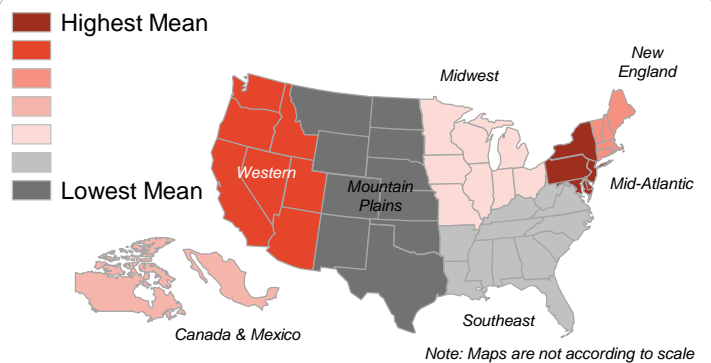 Highest Mean
Lowest Mean
New
England
Midwest
Western
Mountain
Plains
Mid-Atlantic
Southeast
Canada & Mexico
Note: Maps are not according to scale